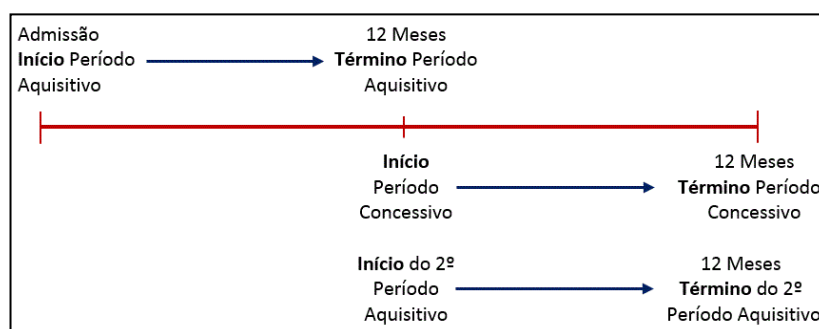 Admissão
Início Período
Aquisitivo
12 Meses
Término Período
Aquisitivo
Início
Período
Concessivo
12 Meses
Término Período
Concessivo
Início do 2º
Período
Aquisitivo
12 Meses
Término do 2º
Período Aquisitivo